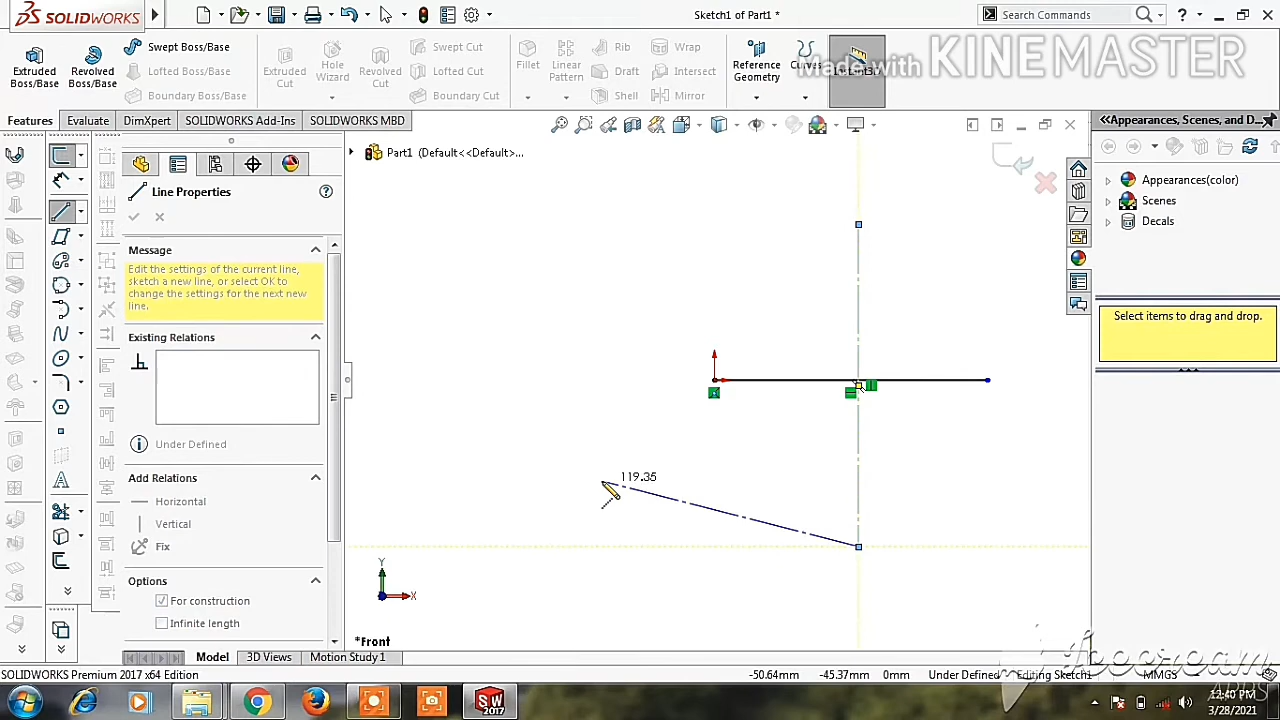 SOLIDWORKS
Sketch1 of Part1 *
Search Commands
Extruded Boss/Base
Revolved Boss/Base
Swept Boss/Base
Lofted Boss/Base
Boundary Boss/Base
Extruded Cut
Hole Wizard
Revolved Cut
Swept Cut
Lofted Cut
Boundary Cut
Fillet
Linear Pattern
Rib
Draft
Shell
Wrap
Intersect
Mirror
Reference Geometry
Curves
Made with KINEMASTER
Features
Evaluate
DimXpert
SOLIDWORKS Add-Ins
SOLIDWORKS MBD
Part1 (Default<<Default>...
Line Properties
Message
Edit the settings of the current line,
sketch a new line, or select OK to
change the settings for the next new
line.
Existing Relations
Under Defined
Add Relations
Horizontal
Vertical
Fix
Options
For construction
Infinite length
119.35
Y
X
*Front
Appearances, Scenes, and D...
Appearances(color)
Scenes
Decals
Select items to drag and drop.
Model
3D Views
Motion Study 1
SOLIDWORKS Premium 2017 x64 Edition
-50.64mm
-45.37mm
0mm
Under Defined
Editing Sketch1
MMGS
SW
2017
12:40 PM
3/28/2021